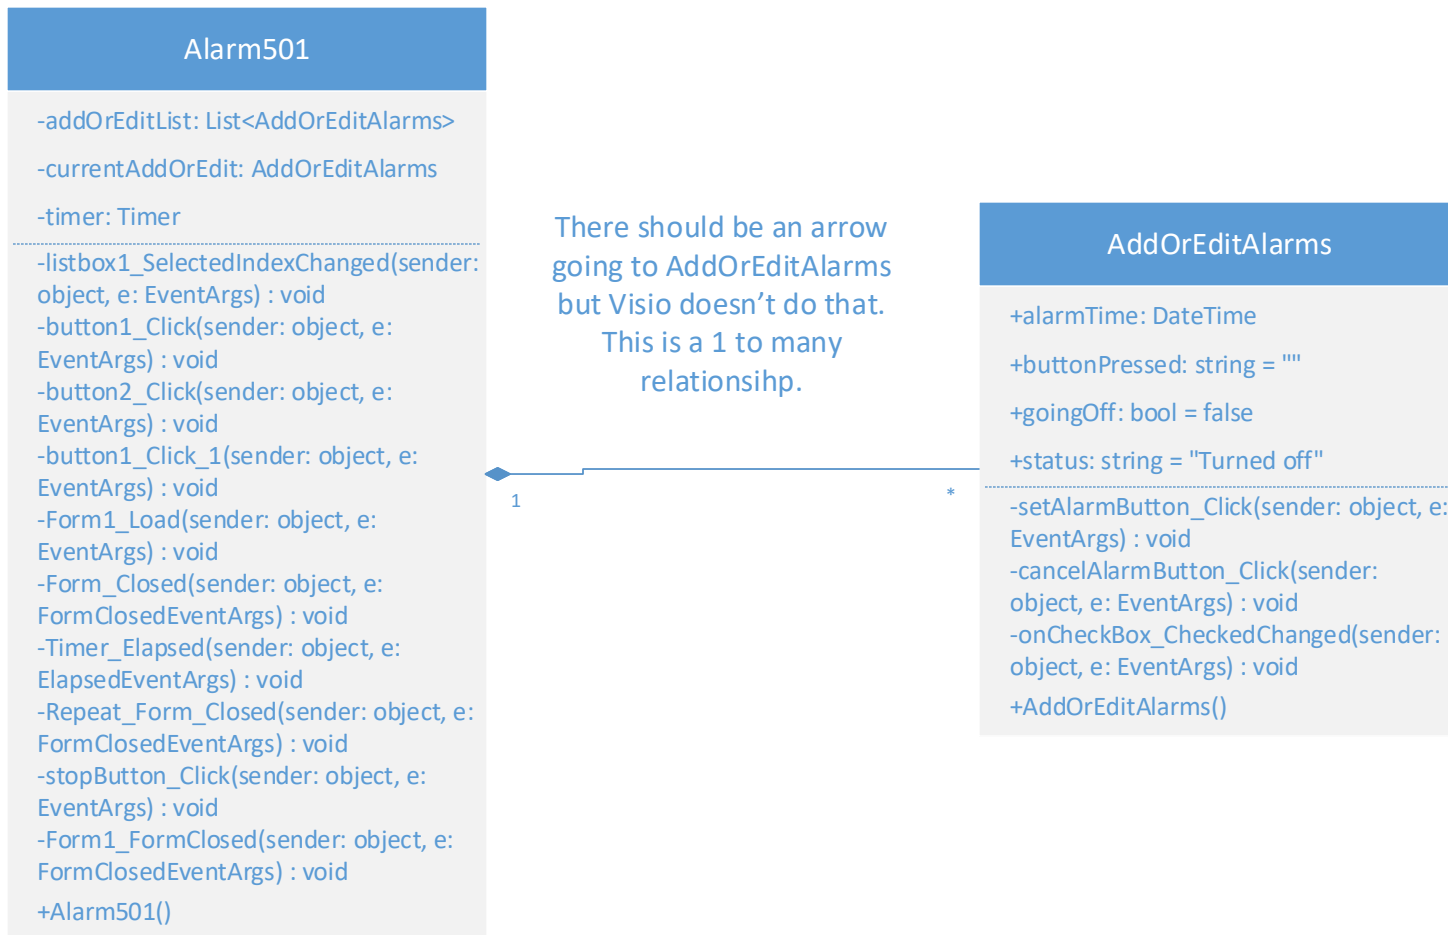 Alarm501
-addOrEditList: List<AddOrEditAlarms>
-currentAddOrEdit: AddOrEditAlarms
-timer: Timer
-listbox1_SelectedIndexChanged(sender:
object, e: EventArgs) : void
-button1_Click(sender: object, e:
EventArgs) : void
-button2_Click(sender: object, e:
EventArgs) : void
-button1_Click_1(sender: object, e:
EventArgs) : void
-Form1_Load(sender: object, e:
EventArgs) : void
-Form_Closed(sender: object, e:
FormClosedEventArgs) : void
-Timer_Elapsed(sender: object, e:
ElapsedEventArgs) : void
-Repeat_Form_Closed(sender: object, e:
FormClosedEventArgs) : void
-stopButton_Click(sender: object, e:
EventArgs) : void
-Form1_FormClosed(sender: object, e:
FormClosedEventArgs) : void
+Alarm501()
There should be an arrow
going to AddOrEditAlarms
but Visio doesn’t do that.
This is a 1 to many
relationsihp.
1
*
AddOrEditAlarms
+alarmTime: DateTime
+buttonPressed: string = ""
+goingOff: bool = false
+status: string = "Turned off"
-setAlarmButton_Click(sender: object, e:
EventArgs) : void
-cancelAlarmButton_Click(sender:
object, e: EventArgs) : void
-onCheckBox_CheckedChanged(sender:
object, e: EventArgs) : void
+AddOrEditAlarms()